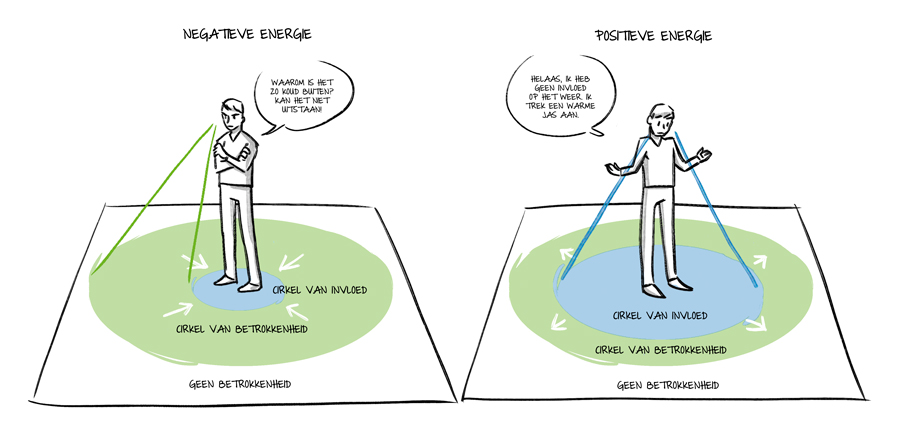 NEGATIEVE ENERGIE
WAAROM IS HET
ZO KOUD BUITEN?
KAN HET NIET
UITSTAAN!
CIRKEL VAN INVLOED
CIRKEL VAN BETROKKENHEID
GEEN BETROKKENHEID
POSITIEVE ENERGIE
HELAAS, IK HEB
GEEN INVLOED
OP HET WEER. IK
TREK EEN WARME
JAS AAN.
CIRKEL VAN INVLOED
CIRKEL VAN BETROKKENHEID
GEEN BETROKKENHEID